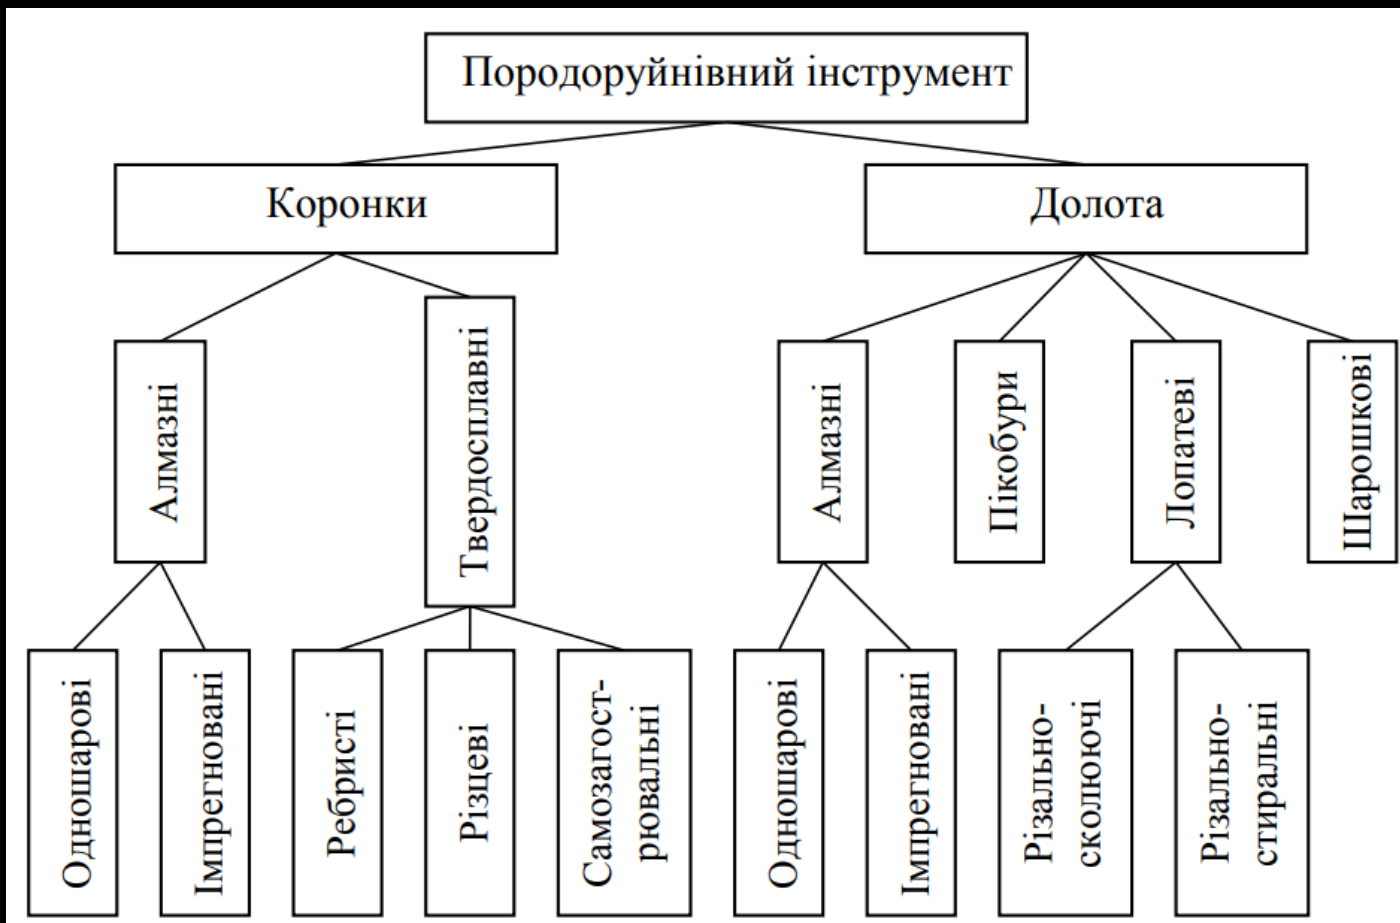 Породоруйнівний інструмент
Коронки
Долота
Алмазні
Твердосплавні
Алмазні
Пікобури
Лопатеві
Шарошкові
Одношарові
Імпрегновані
Ребристі
Різцеві
Самозагост-
рювальні
Одношарові
Імпрегновані
Різально-
сколюючі
Різально-
стиральні